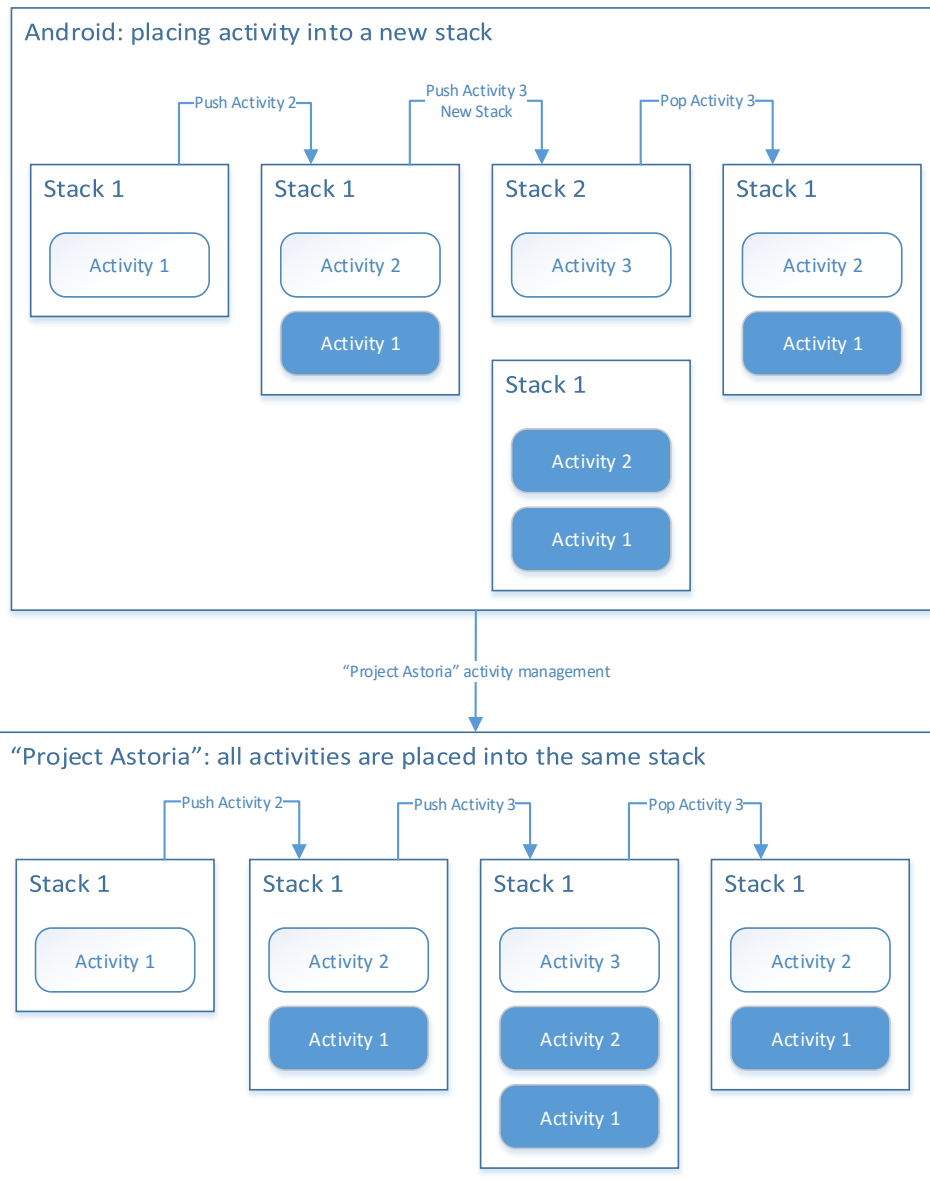 Android: placing activity into a new stack
Push Activity 2
Push Activity 3
New Stack
Pop Activity 3
Stack 1
Activity 1
Stack 1
Activity 2
Activity 1
Stack 2
Activity 3
Stack 1
Activity 2
Activity 1
Stack 1
Activity 2
Activity 1
“Project Astoria” activity management
“Project Astoria”: all activities are placed into the same stack
Push Activity 2
Push Activity 3
Pop Activity 3
Stack 1
Activity 1
Stack 1
Activity 2
Activity 1
Stack 1
Activity 3
Activity 2
Activity 1
Stack 1
Activity 2
Activity 1